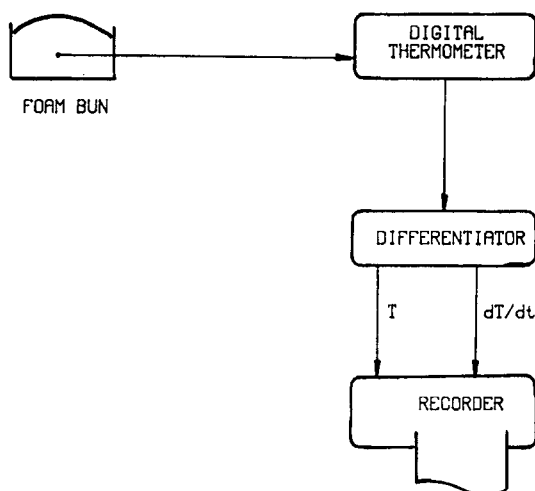 DIGITAL
THERMOMETER
FOAM BUN
DIFFERENTIATOR
T
dT/dt
RECORDER